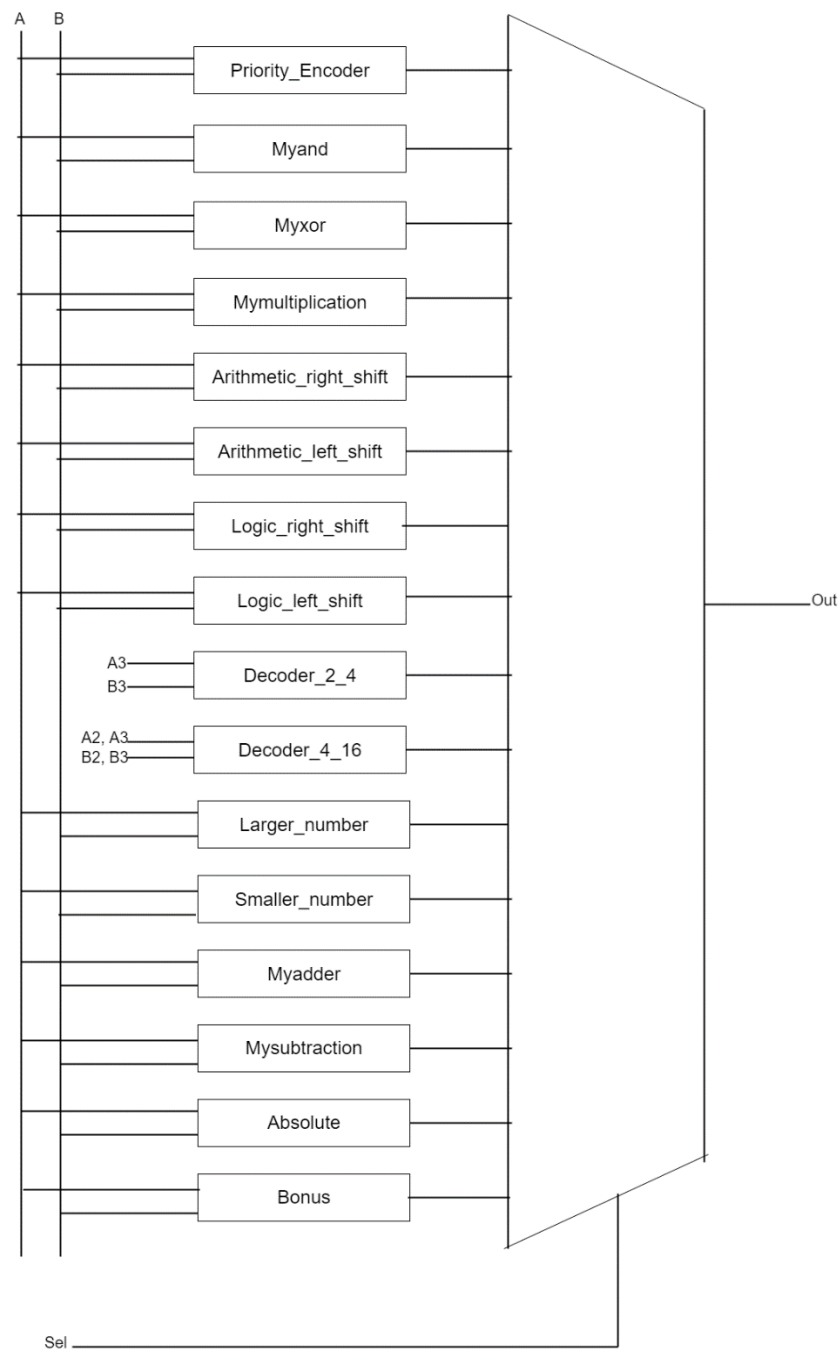 A B
Priority_Encoder
Myand
Myxor
Mymultiplication
Arithmetic_right_shift
Arithmetic_left_shift
Logic_right_shift
Logic_left_shift
Out
A3
B3
Decoder_2_4
A2, A3
B2, B3
Decoder_4_16
Larger_number
Smaller_number
Myadder
Mysubtraction
Absolute
Bonus
Sel